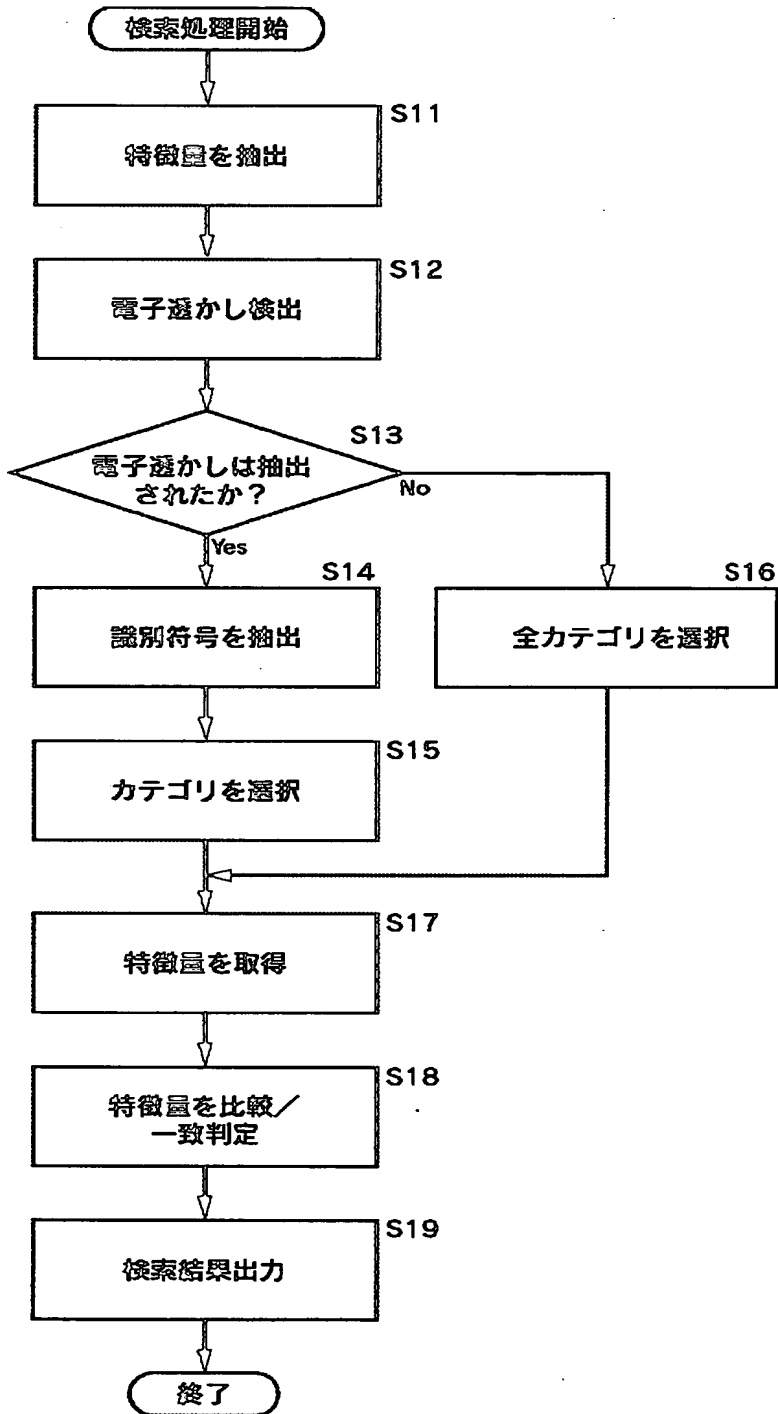 検索処理開始
S11
特徴量を抽出
S12
電子透かし検出
S13
電子透かしは抽出
されたか？
No
Yes
S14
識別符号を抽出
S16
全カテゴリを選択
S15
カテゴリを選択
S17
特徴量を取得
S18
特徴量を比較／
一致判定
S19
検索結果出力
終了